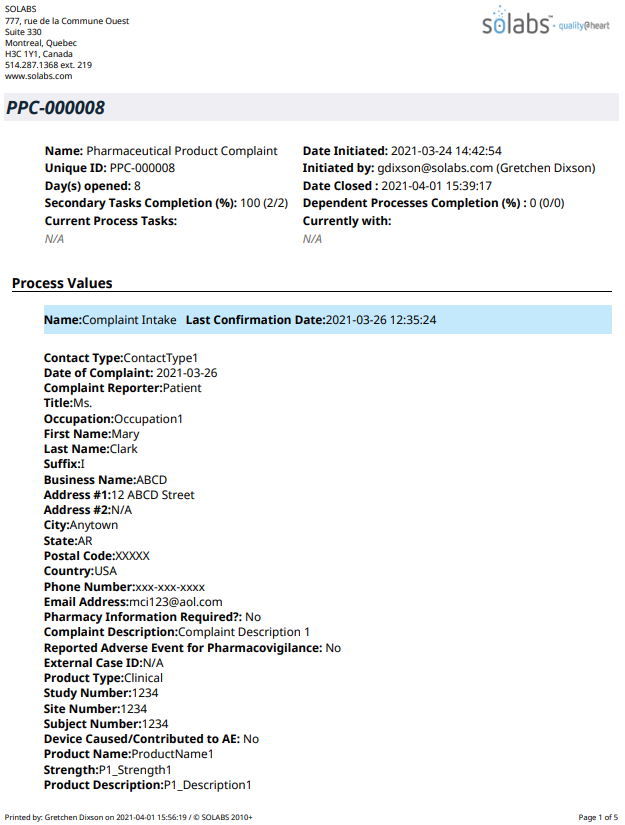 SOLABS
777, rue de la Commune Ouest
Suite 330
Montreal, Quebec
H3C 1Y1, Canada
514.287.1368 ext. 219
www.solabs.com
solabs™ - quality@heart
PPC-000008
Name: Pharmaceutical Product Complaint Date Initiated: 2021-03-24 14:42:54
Unique ID: PPC-000008 Initiated by: gdixson@solabs.com (Gretchen Dixson)
Day(s) opened: 8 Date Closed : 2021-04-01 15:39:17
Secondary Tasks Completion (%): 100 (2/2) Dependent Processes Completion (%) : 0 (0/0)
Current Process Tasks: Currently with:
N/A N/A
Process Values
Name:Complaint Intake Last Confirmation Date:2021-03-26 12:35:24
Contact Type:ContactType1
Date of Complaint: 2021-03-26
Complaint Reporter:Patient
Title:Ms.
Occupation:Occupation1
First Name:Mary
Last Name:Clark
Suffix:I
Business Name:ABCD
Address #1:12 ABCD Street
Address #2:N/A
City:Anytown
State:AR
Postal Code:XXXXX
Country:USA
Phone Number:xxx-xxx-xxxx
Email Address:mci123@aol.com
Pharmacy Information Required?: No
Complaint Description:Complaint Description 1
Reported Adverse Event for Pharmacovigilance: No
External Case ID:N/A
Product Type:Clinical
Study Number:1234
Site Number:1234
Subject Number:1234
Device Caused/Contributed to AE: No
Product Name:ProductName1
Strength:P1_Strength1
Product Description:P1_Description1
Printed by: Gretchen Dixson on 2021-04-01 15:56:19 / © SOLABS 2010+ Page 1 of 5